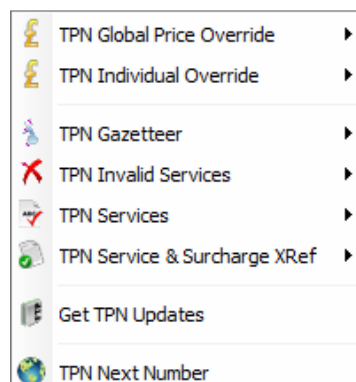 TPN Global Price Override
TPN Individual Override
TPN Gazetteer
TPN Invalid Services
TPN Services
TPN Service & Surcharge XRef
Get TPN Updates
TPN Next Number